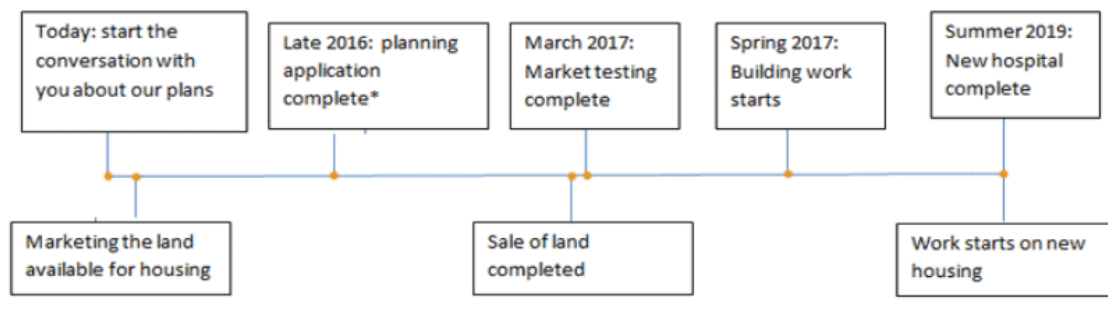 Today: start the
conversation with
you about our plans
Late 2016: planning
application
complete*
March 2017:
Market testing
complete
Spring 2017:
Building work
starts
Summer 2019:
New hospital
complete
Marketing the land
available for housing
Sale of land
completed
Work starts on new
housing